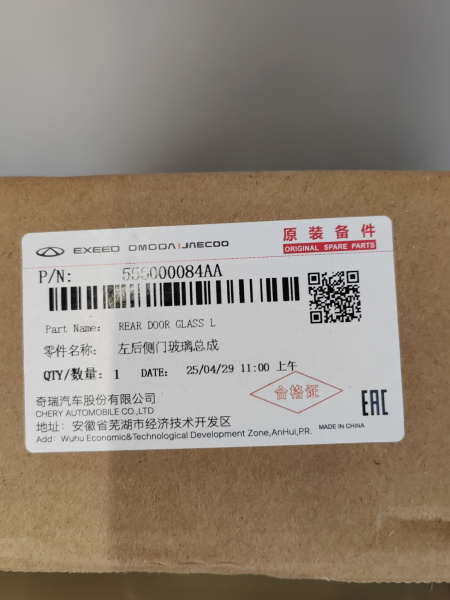 EXEED OMODA JAECOO
原装备件
ORIGINAL SPARE PARTS
P/N: 555000084AA
Part Name: REAR DOOR GLASS L
零件名称: 左后侧门玻璃总成
QTY/数量: 1 DATE: 25/04/29 11:00 上午
合格证
奇瑞汽车股份有限公司
CHERY AUTOMOBILE CO.,LTD
EAC
地址: 安徽省芜湖市经济技术开发区
MADE IN CHINA
Add: Wuhu Economic&Technological Development Zone,AnHui,P.R.